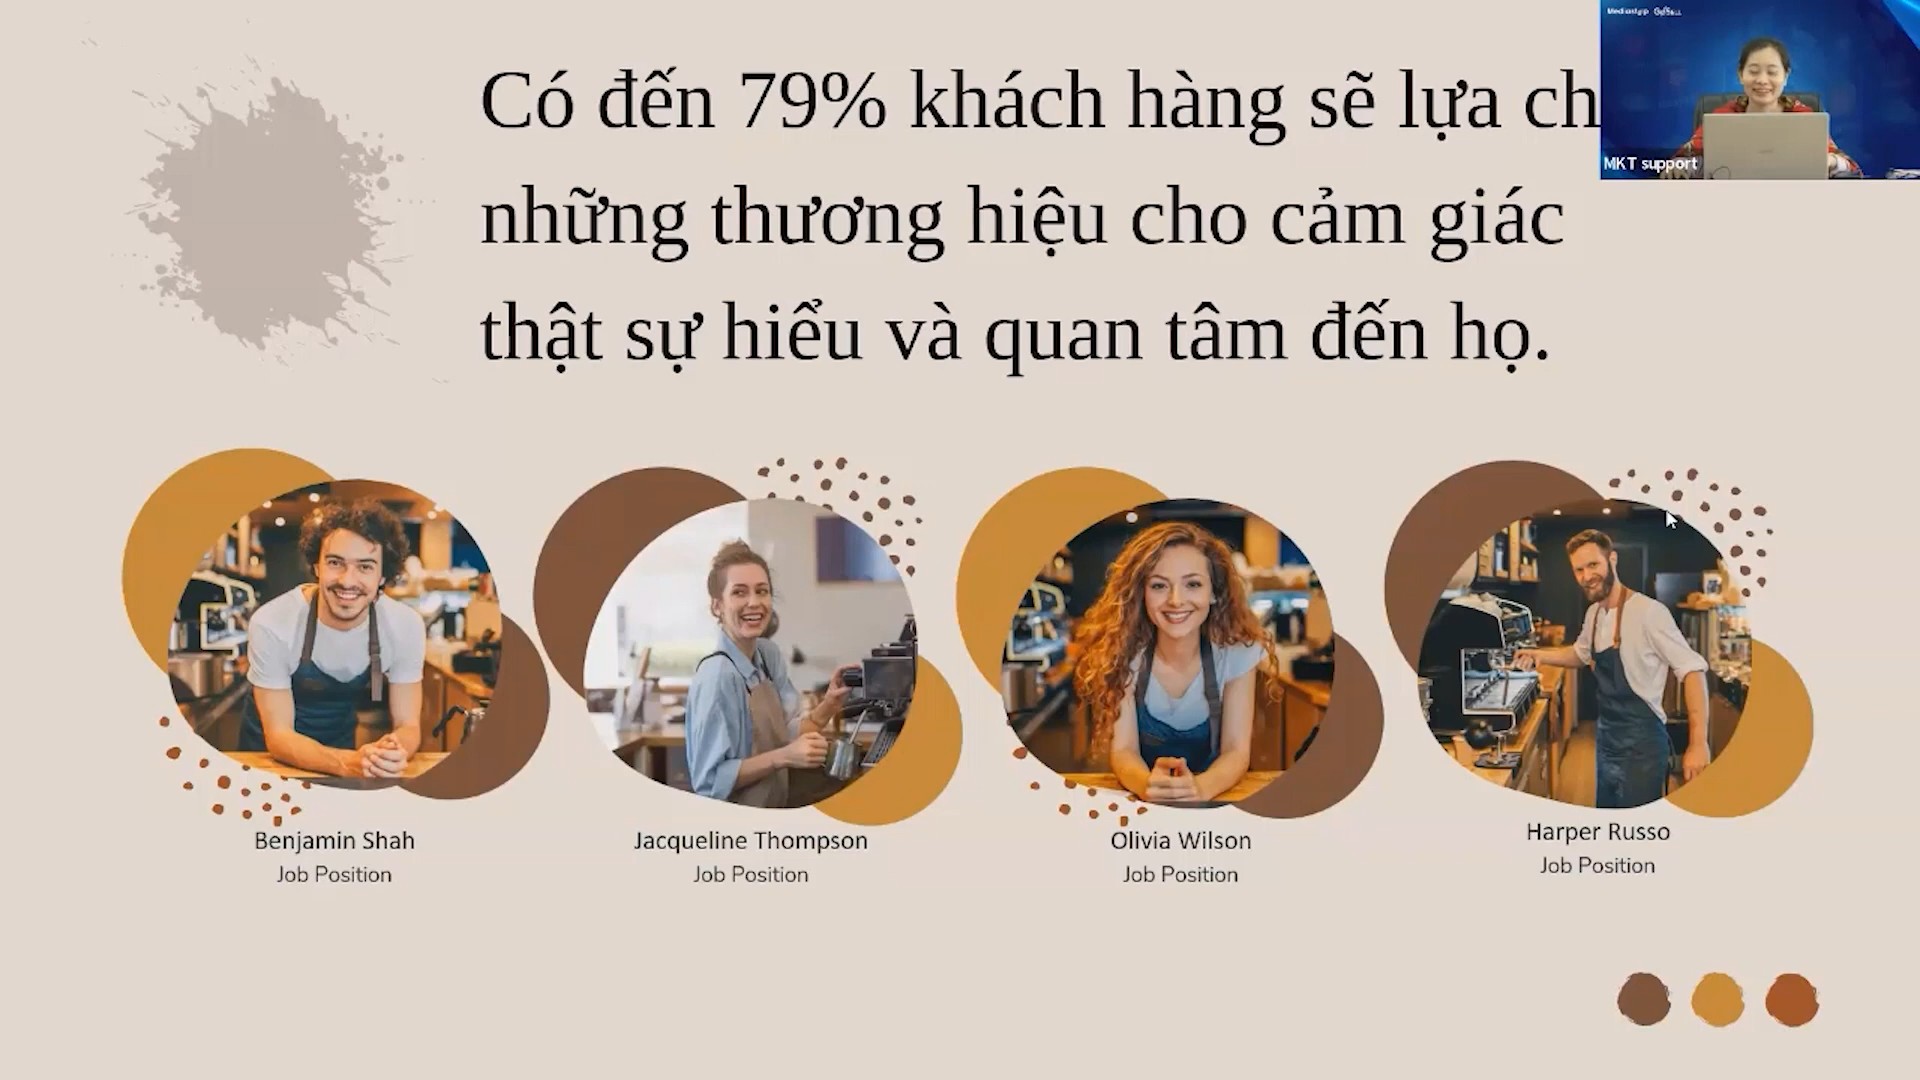 Có đến 79% khách hàng sẽ lựa ch
những thương hiệu cho cảm giác
thật sự hiểu và quan tâm đến họ.
MKT support
Benjamin Shah
Job Position
Jacqueline Thompson
Job Position
Olivia Wilson
Job Position
Harper Russo
Job Position